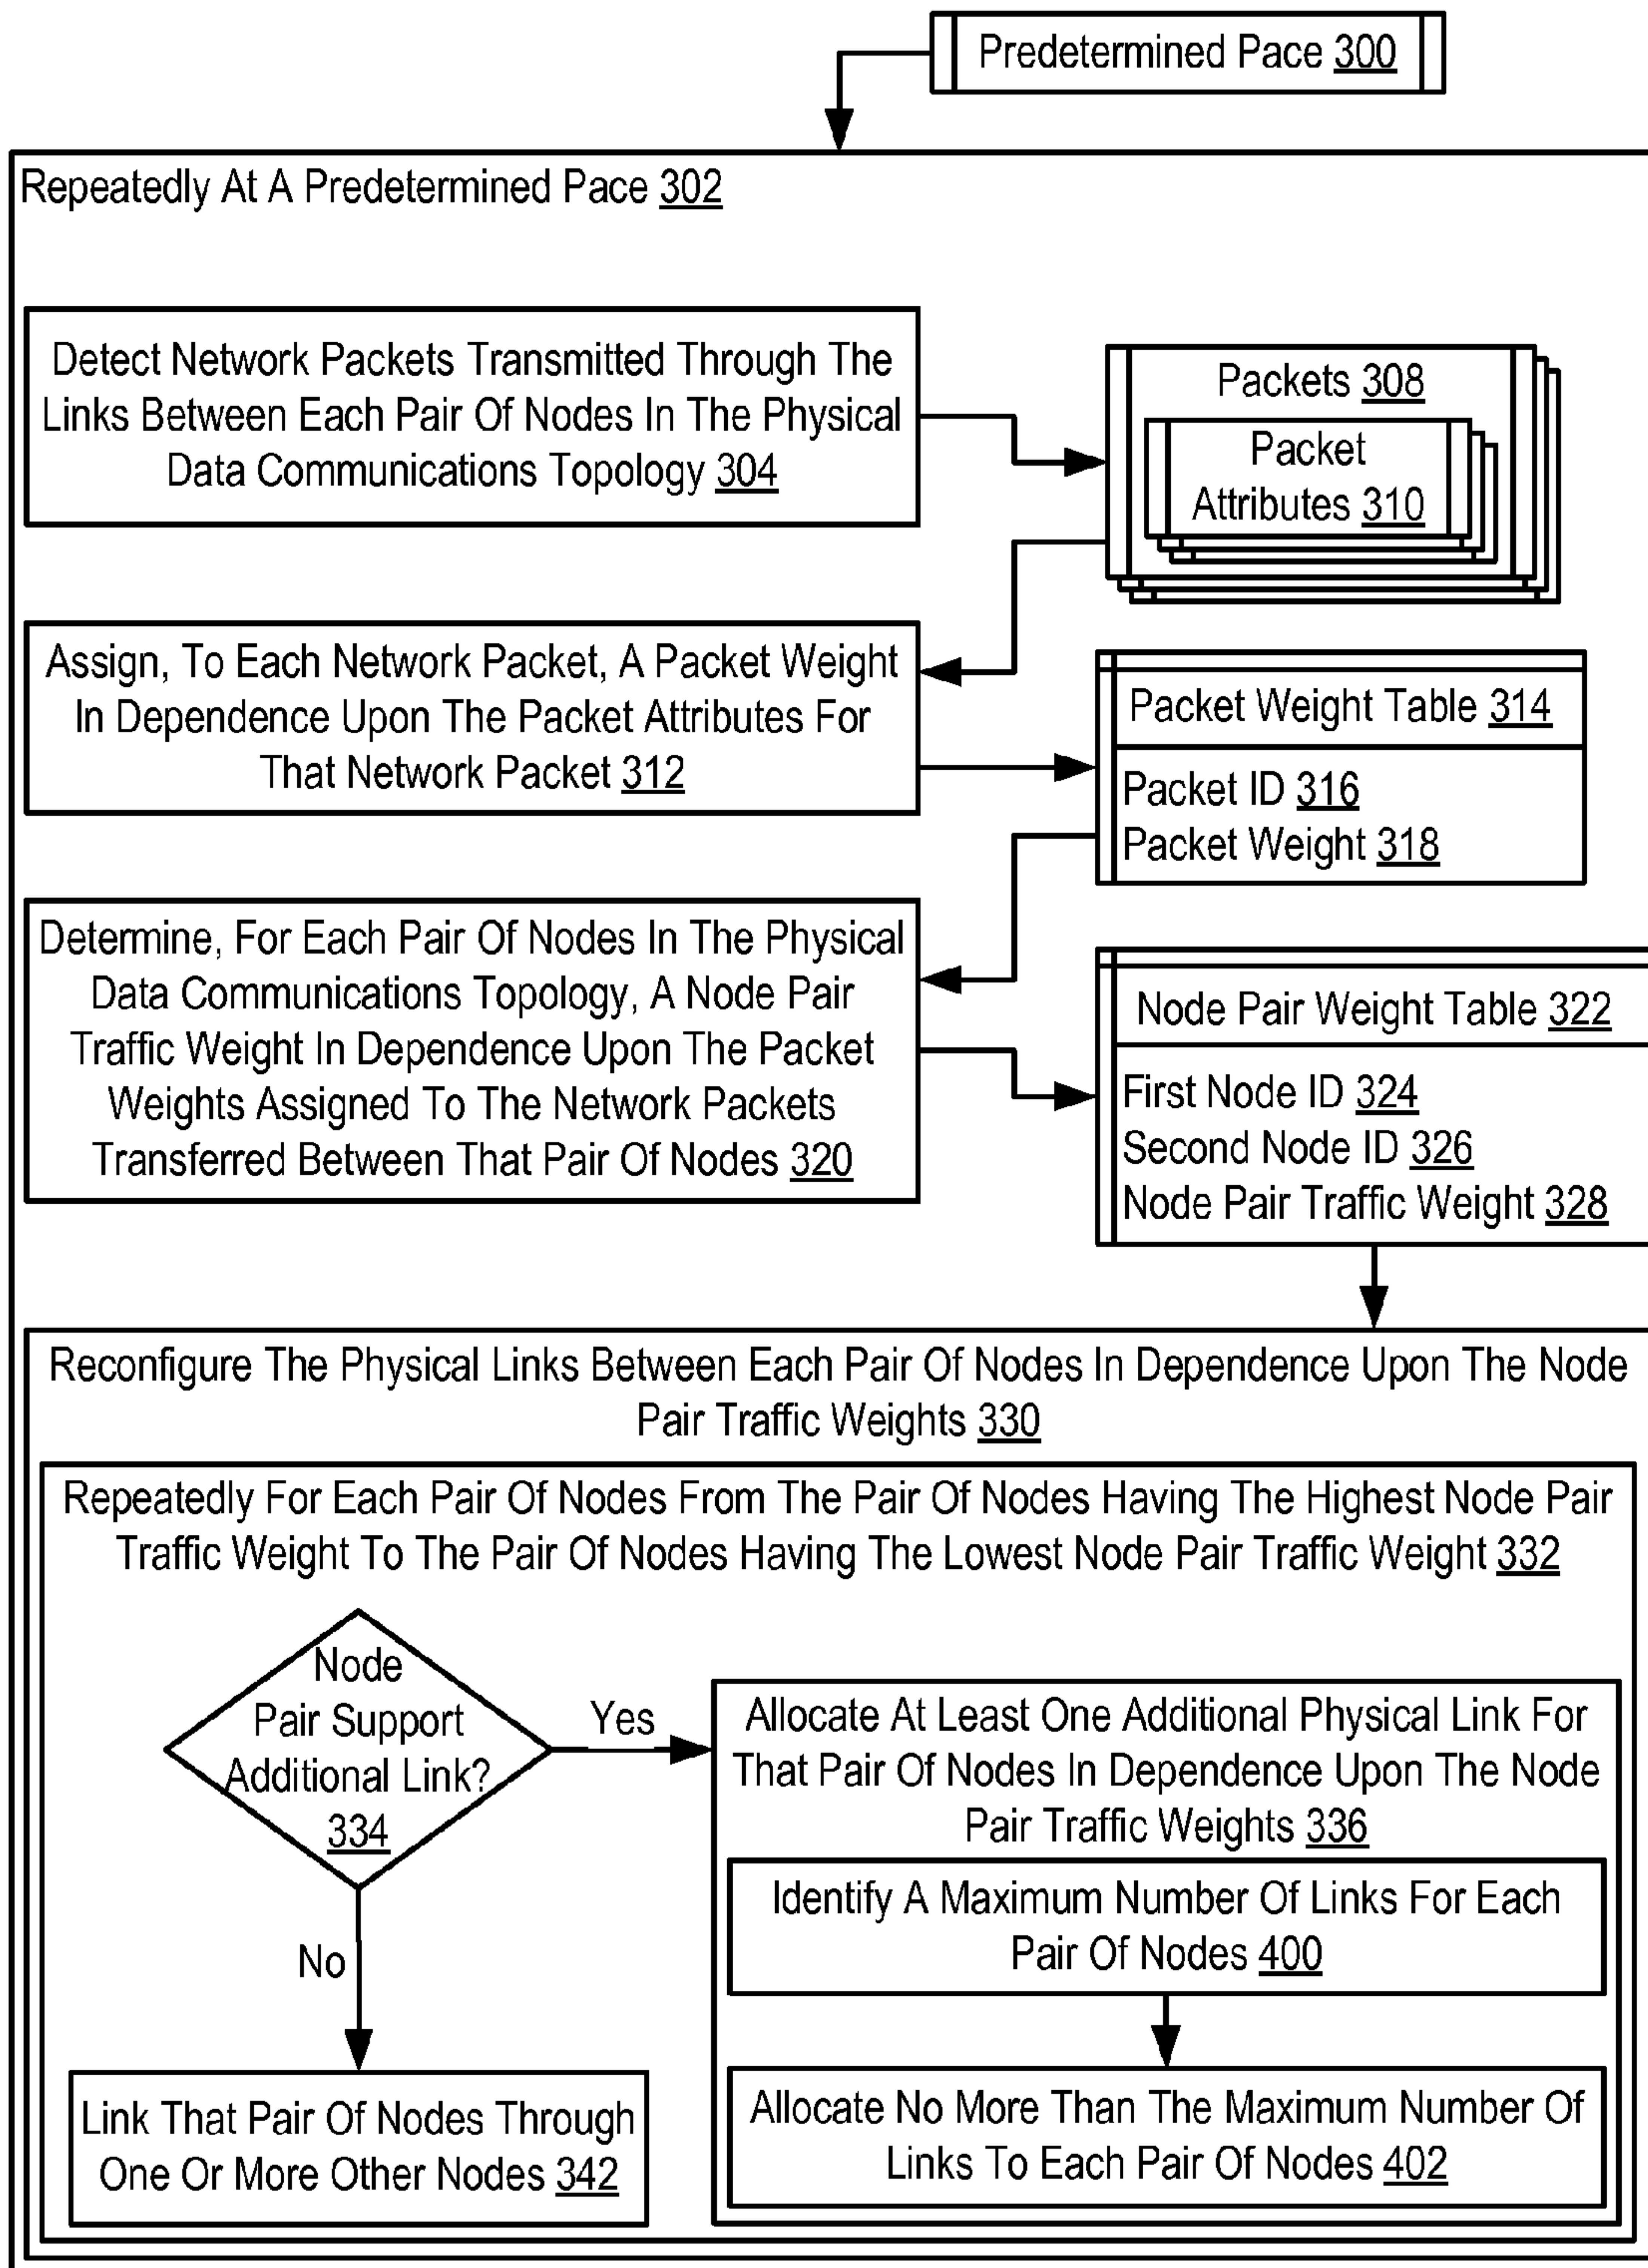 Predetermined Pace 300
Repeatedly At A Predetermined Pace 302
Detect Network Packets Transmitted Through The
Links Between Each Pair Of Nodes In The Physical
Data Communications Topology 304
Packets 308
Packet
Attributes 310
Assign, To Each Network Packet, A Packet Weight
In Dependence Upon The Packet Attributes For
That Network Packet 312
Packet Weight Table 314
Packet ID 316
Packet Weight 318
Determine, For Each Pair Of Nodes In The Physical
Data Communications Topology, A Node Pair
Traffic Weight In Dependence Upon The Packet
Weights Assigned To The Network Packets
Transferred Between That Pair Of Nodes 320
Node Pair Weight Table 322
First Node ID 324
Second Node ID 326
Node Pair Traffic Weight 328
Reconfigure The Physical Links Between Each Pair Of Nodes In Dependence Upon The Node
Pair Traffic Weights 330
Repeatedly For Each Pair Of Nodes From The Pair Of Nodes Having The Highest Node Pair
Traffic Weight To The Pair Of Nodes Having The Lowest Node Pair Traffic Weight 332
Node
Pair Support
Additional Link?
334
Yes
No
Allocate At Least One Additional Physical Link For
That Pair Of Nodes In Dependence Upon The Node
Pair Traffic Weights 336
Identify A Maximum Number Of Links For Each
Pair Of Nodes 400
Link That Pair Of Nodes Through
One Or More Other Nodes 342
Allocate No More Than The Maximum Number Of
Links To Each Pair Of Nodes 402